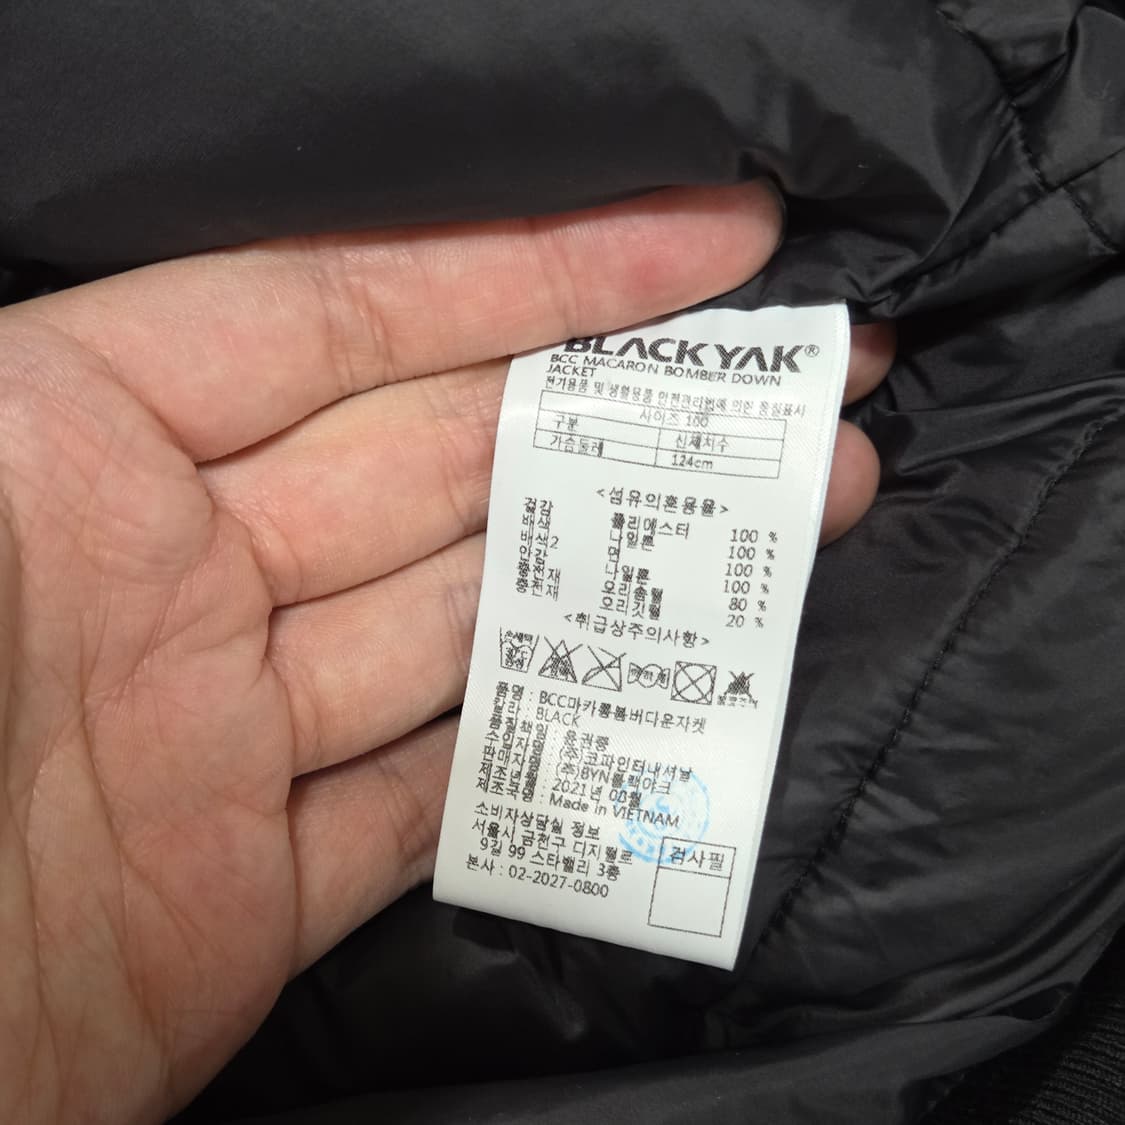 BLACKYAK®
BCC MACARON BOMBER DOWN
JACKET
전기용품 및 생활용품 안전관리법에 의한 품질표시
사이즈 100
구분 신체치수
가슴둘레 124cm
<섬유의혼용율>
겉감 폴리에스터 100 %
배색 나일론 100 %
배색2 면 100 %
안감 나일론 100 %
충전재 오리솜털 80 %
충전재 오리깃털 20 %
<취급상주의사항>
품명 : BCC마카롱봄버다운자켓
칼라 : BLACK
품질책임 :
수입자명 : (주)코파인터내셔날
판매자명 : (주)BYN블랙야크
제조년월 : 2021년
제조국명 : Made in VIETNAM
소비자상담실 정보
서울시 금천구 디지털로
9길 99 스타밸리 3층
본사 : 02-2027-0800
검사필